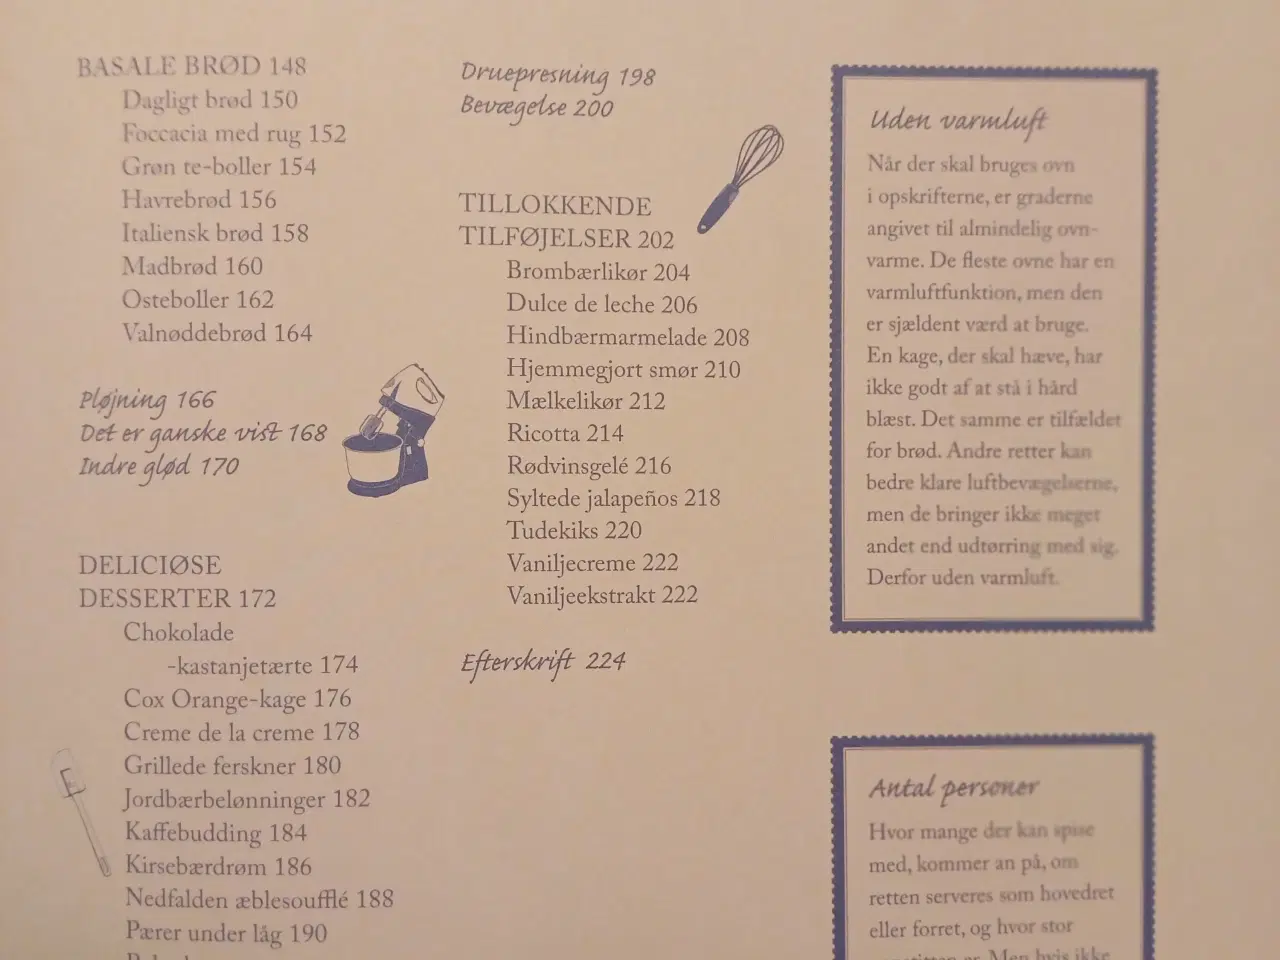 BASALE BRØD 148
Dagligt brød 150
Foccacia med rug 152
Grøn te-boller 154
Havrebrød 156
Italiensk brød 158
Madbrød 160
Osteboller 162
Valnøddebrød 164
Pløjning 166
Det er ganske vist 168
Indre glød 170
DELICIØSE
DESSERTER 172
Chokolade
-kastanjetærte 174
Cox Orange-kage 176
Creme de la creme 178
Grillede ferskner 180
Jordbærbelønninger 182
Kaffebudding 184
Kirsebærdrøm 186
Nedfalden æblesoufflé 188
Pærer under låg 190
Druepresning 198
Bevægelse 200
TILLOKKENDE
TILFØJELSER 202
Brombærlikør 204
Dulce de leche 206
Hindbærmarmelade 208
Hjemmegjort smør 210
Mælkelikør 212
Ricotta 214
Rødvinsgelé 216
Syltede jalapeños 218
Tudekiks 220
Vaniljecreme 222
Vaniljeekstrakt 222
Efterskrift 224
Uden varmluft
Når der skal bruges ovn
i opskrifterne, er graderne
angivet til almindelig ovn-
varme. De fleste ovne har en
varmluftfunktion, men den
er sjældent værd at bruge.
En kage, der skal hæve, har
ikke godt af at stå i hård
blæst. Det samme er tilfældet
for brød. Andre retter kan
bedre klare luftbevægelserne,
men de bringer ikke meget
andet end udtørring med sig.
Derfor uden varmluft.
Antal personer
Hvor mange der kan spise
med, kommer an på, om
retten serveres som hovedret
eller forret, og hvor stor
Men hvis ikke